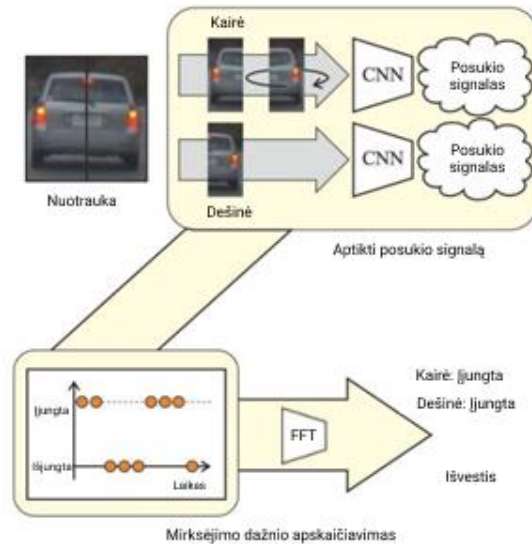 Kairė
CNN
Posukio
signalas
CNN
Posukio
signalas
Nuotrauka
Dešinė
Aptikti posukio signalą
Įjungta
Išjungta
Laikas
FFT
Kairė: Įjungta
Dešinė: Įjungta
Išvestis
Mirksėjimo dažnio apskaičiavimas